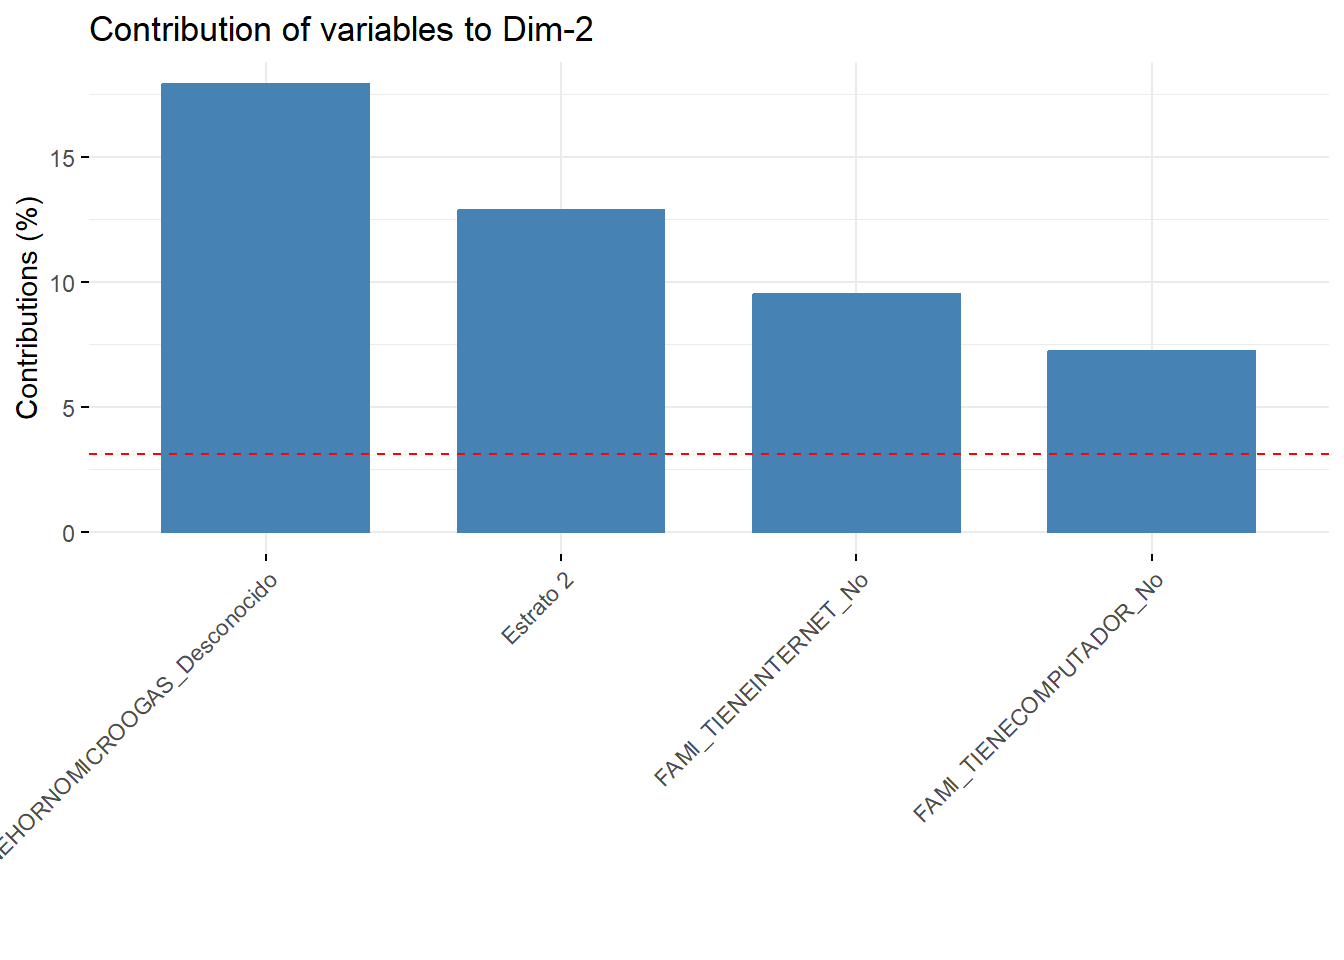 Contribution of variables to Dim-2
Contributions (%)
15
10
5
0
EHORNOMICROOGAS_Desconocido
Estrato 2
FAMI_TIENEINTERNET_No
FAMI_TIENECOMPUTADOR_No